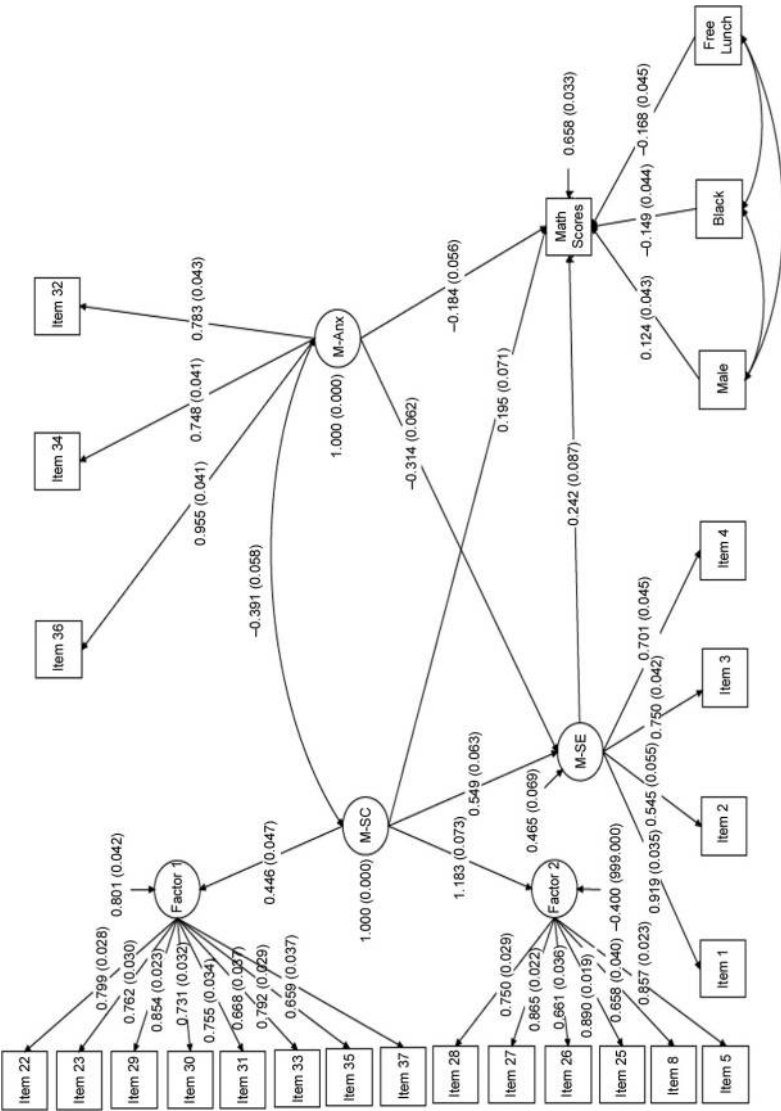 Item 22
Item 23
Item 29
Item 30
Item 31
Item 33
Item 35
Item 37
Item 28
Item 27
Item 26
Item 25
Item 8
Item 5
0.799 (0.028)
0.762 (0.030)
0.854 (0.023)
0.731 (0.032)
0.755 (0.034)
0.668 (0.037)
0.792 (0.029)
0.659 (0.037)
0.750 (0.029)
0.865 (0.022)
0.661 (0.036)
0.890 (0.019)
0.658 (0.040)
0.857 (0.023)
0.801 (0.042)
Factor 1
Factor 2
−0.400 (999.000)
0.446 (0.047)
1.183 (0.073)
M-SC
1.000 (0.000)
0.549 (0.063)
0.465 (0.069)
M-SE
0.919 (0.035)
0.545 (0.055)
0.750 (0.042)
0.701 (0.045)
Item 1
Item 2
Item 3
Item 4
Item 36
Item 34
Item 32
0.955 (0.041)
0.748 (0.041)
0.783 (0.043)
−0.391 (0.058)
M-Anx
1.000 (0.000)
−0.314 (0.062)
−0.184 (0.056)
0.195 (0.071)
0.242 (0.087)
Math
Scores
0.658 (0.033)
0.124 (0.043)
−0.149 (0.044)
−0.168 (0.045)
Male
Black
Free
Lunch